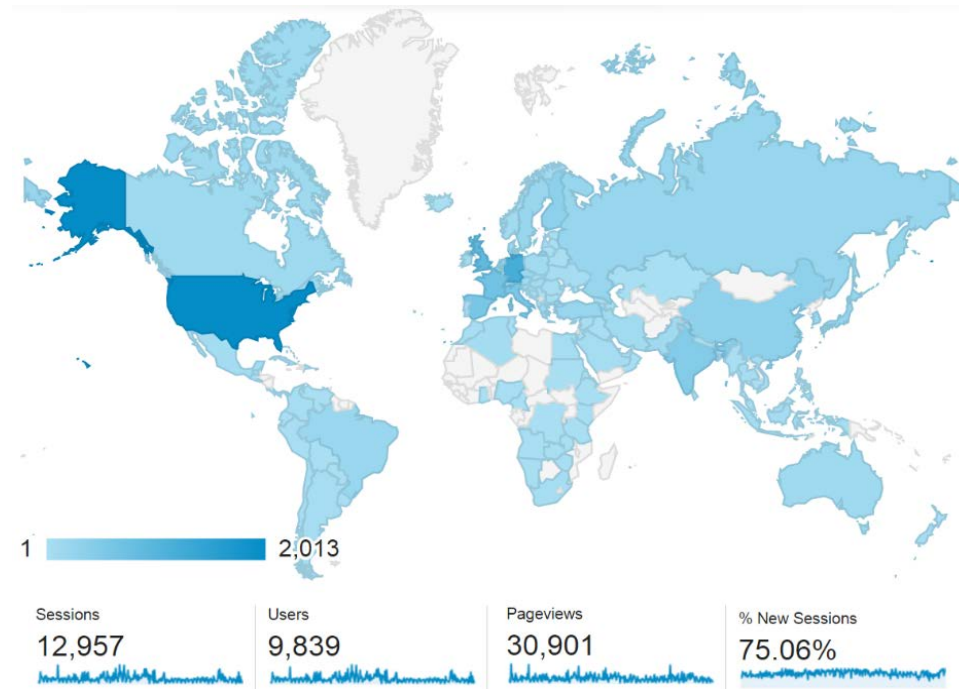 1 2,013
Sessions
12,957
Users
9,839
Pageviews
30,901
% New Sessions
75.06%